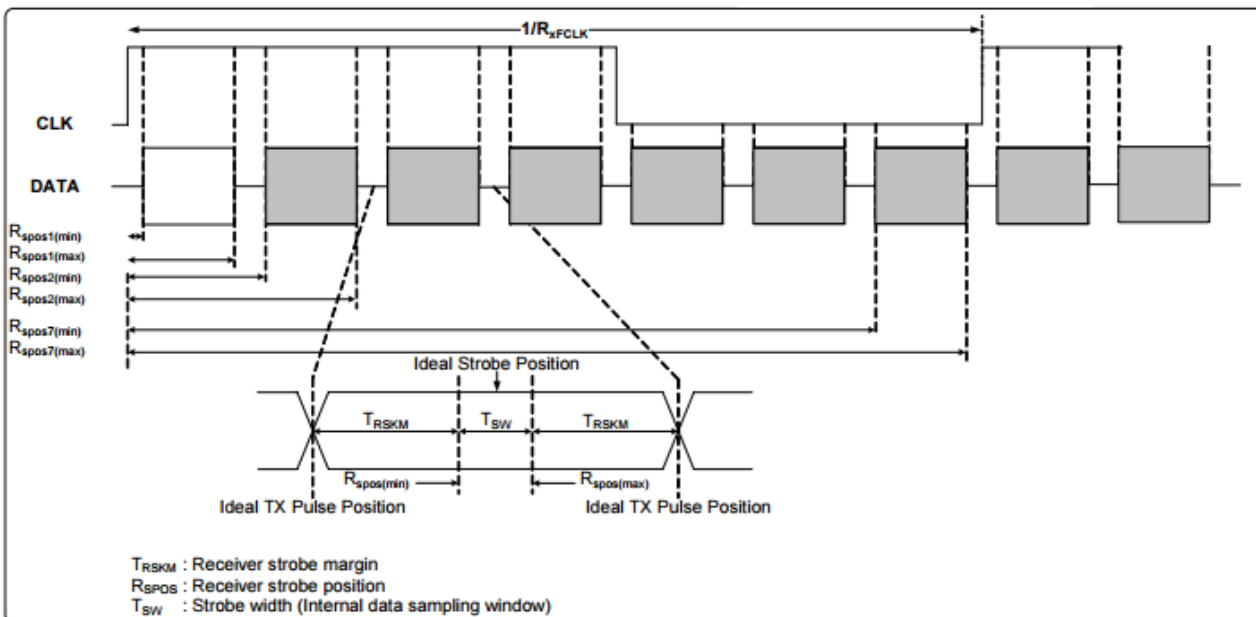 1/RxFCLK
CLK
DATA
Rspos1(min)
Rspos1(max)
Rspos2(min)
Rspos2(max)
Rspos7(min)
Rspos7(max)
Ideal Strobe Position
TRSKM TSW TRSKM
Rspos(min) Rspos(max)
Ideal TX Pulse Position Ideal TX Pulse Position
TRSKM : Receiver strobe margin
RSPOS : Receiver strobe position
TSW : Strobe width (Internal data sampling window)